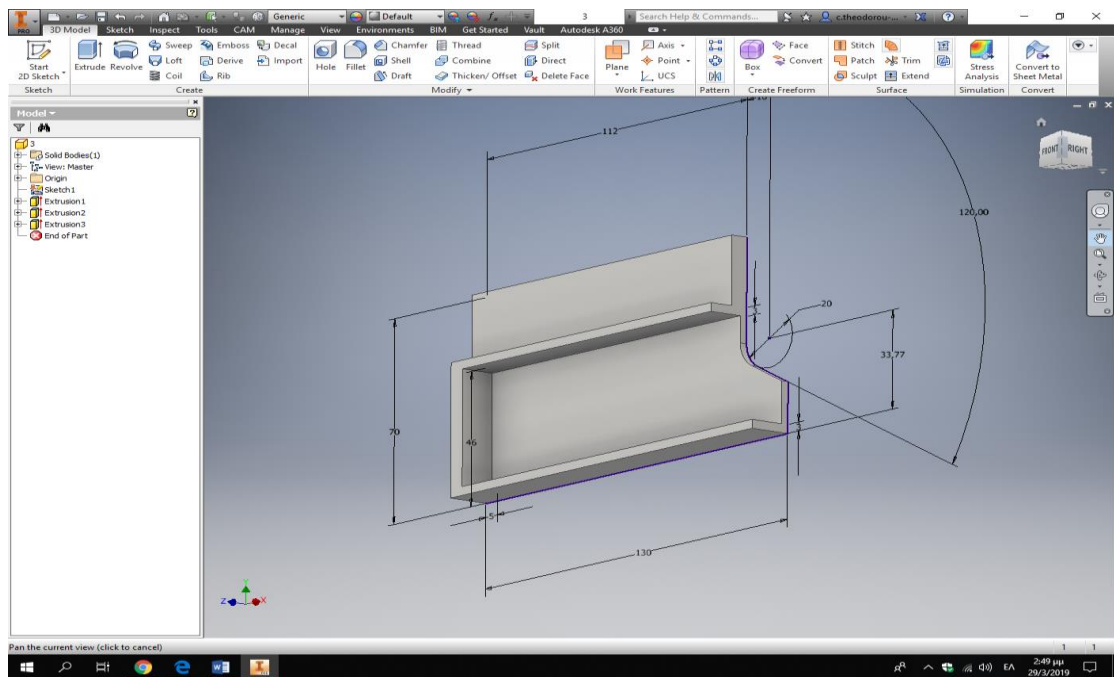 Generic
Default
3
Search Help & Commands...
c.theodorou-...
PRO
3D Model Sketch Inspect Tools CAM Manage View Environments BIM Get Started Vault Autodesk A360
Start
2D Sketch
Extrude Revolve
Sweep Emboss Decal
Loft Derive Import
Coil Rib
Hole Fillet
Chamfer Thread Split
Shell Combine Direct
Draft Thicken/ Offset Delete Face
Plane
Axis
Point
UCS
Box
Face
Convert
Stitch
Patch Trim
Sculpt Extend
Stress
Analysis
Convert to
Sheet Metal
Sketch Create Modify Work Features Pattern Create Freeform Surface Simulation Convert
Model
3
Solid Bodies(1)
View: Master
Origin
Sketch1
Extrusion1
Extrusion2
Extrusion3
End of Part
112
FRONT RIGHT
120,00
20
33,77
70
46
5
130
Y
Z X
Pan the current view (click to cancel)
1 1
ΕΛ
2:49 μμ
29/3/2019